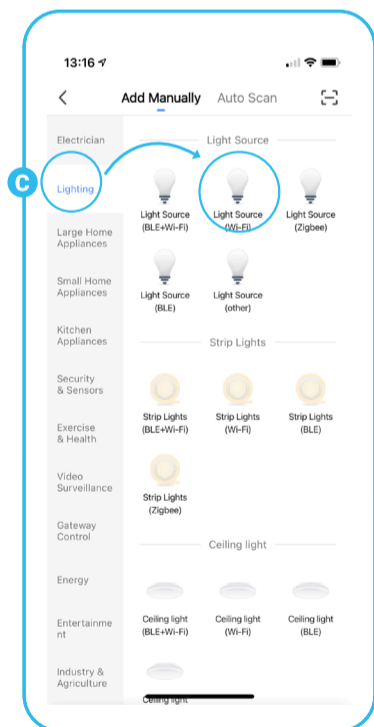 13:16
Add Manually Auto Scan
C
Electrician
Lighting
Large Home
Appliances
Small Home
Appliances
Kitchen
Appliances
Security
& Sensors
Exercise
& Health
Video
Surveillance
Gateway
Control
Energy
Entertainme
nt
Industry &
Agriculture
Light Source
Light Source
(BLE+Wi-Fi)
Light Source
(Wi-Fi)
Light Source
(Zigbee)
Light Source
(BLE)
Light Source
(other)
Strip Lights
Strip Lights
(BLE+Wi-Fi)
Strip Lights
(Wi-Fi)
Strip Lights
(BLE)
Strip Lights
(Zigbee)
Ceiling light
Ceiling light
(BLE+Wi-Fi)
Ceiling light
(Wi-Fi)
Ceiling light
(BLE)
Ceiling light